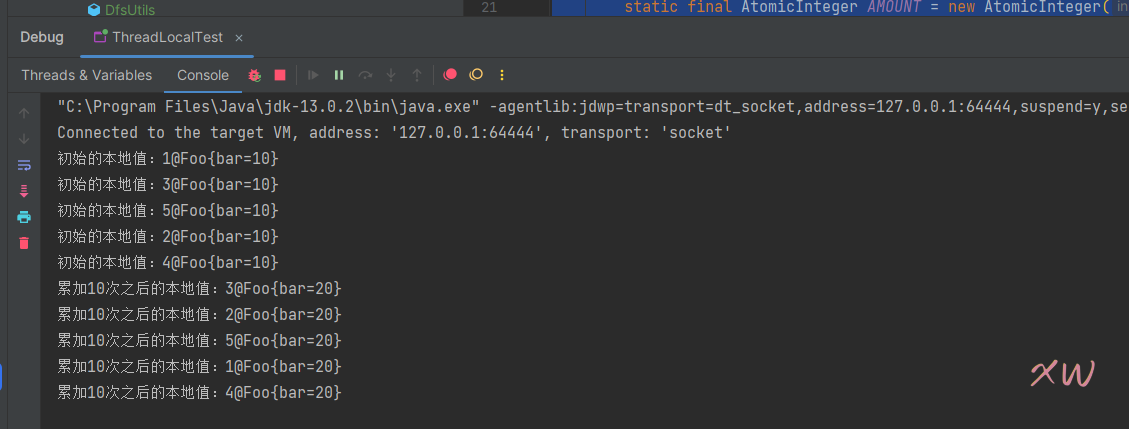 DfsUtils
21 static final AtomicInteger AMOUNT = new AtomicInteger(
Debug ThreadLocalTest ×
Threads & Variables Console
"C:\Program Files\Java\jdk-13.0.2\bin\java.exe" -agentlib:jdwp=transport=dt_socket,address=127.0.0.1:64444,suspend=y,se
Connected to the target VM, address: '127.0.0.1:64444', transport: 'socket'
初始的本地值：1@Foo{bar=10}
初始的本地值：3@Foo{bar=10}
初始的本地值：5@Foo{bar=10}
初始的本地值：2@Foo{bar=10}
初始的本地值：4@Foo{bar=10}
累加10次之后的本地值：3@Foo{bar=20}
累加10次之后的本地值：2@Foo{bar=20}
累加10次之后的本地值：5@Foo{bar=20}
累加10次之后的本地值：1@Foo{bar=20}
累加10次之后的本地值：4@Foo{bar=20}
xw